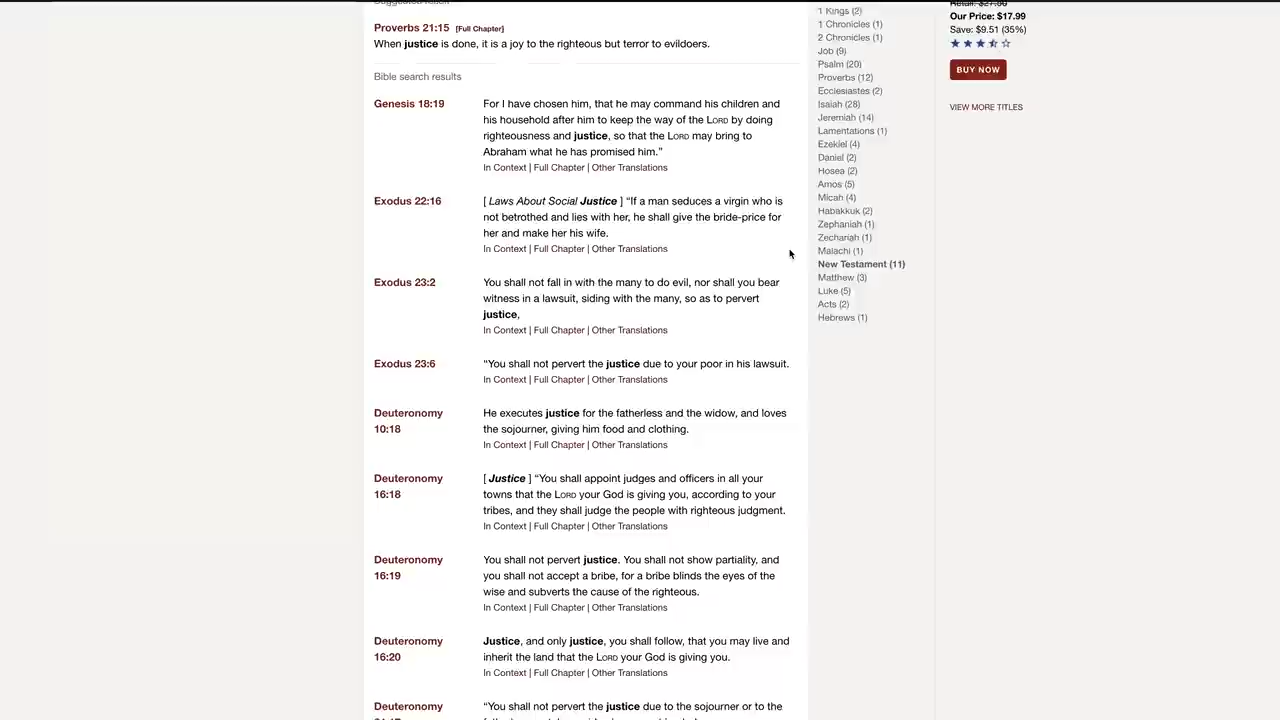 Proverbs 21:15 [Full Chapter]
When justice is done, it is a joy to the righteous but terror to evildoers.
Bible search results
Genesis 18:19
For I have chosen him, that he may command his children and
his household after him to keep the way of the LORD by doing
righteousness and justice, so that the LORD may bring to
Abraham what he has promised him.”
In Context | Full Chapter | Other Translations
Exodus 22:16
[ Laws About Social Justice ] “If a man seduces a virgin who is
not betrothed and lies with her, he shall give the bride-price for
her and make her his wife.
In Context | Full Chapter | Other Translations
Exodus 23:2
You shall not fall in with the many to do evil, nor shall you bear
witness in a lawsuit, siding with the many, so as to pervert
justice,
In Context | Full Chapter | Other Translations
Exodus 23:6
“You shall not pervert the justice due to your poor in his lawsuit.
In Context | Full Chapter | Other Translations
Deuteronomy
10:18
He executes justice for the fatherless and the widow, and loves
the sojourner, giving him food and clothing.
In Context | Full Chapter | Other Translations
Deuteronomy
16:18
[ Justice ] “You shall appoint judges and officers in all your
towns that the LORD your God is giving you, according to your
tribes, and they shall judge the people with righteous judgment.
In Context | Full Chapter | Other Translations
Deuteronomy
16:19
You shall not pervert justice. You shall not show partiality, and
you shall not accept a bribe, for a bribe blinds the eyes of the
wise and subverts the cause of the righteous.
In Context | Full Chapter | Other Translations
Deuteronomy
16:20
Justice, and only justice, you shall follow, that you may live and
inherit the land that the LORD your God is giving you.
In Context | Full Chapter | Other Translations
Deuteronomy
“You shall not pervert the justice due to the sojourner or to the
1 Kings (2)
1 Chronicles (1)
2 Chronicles (1)
Job (9)
Psalm (20)
Proverbs (12)
Ecclesiastes (2)
Isaiah (28)
Jeremiah (14)
Lamentations (1)
Ezekiel (4)
Daniel (2)
Hosea (2)
Amos (5)
Micah (4)
Habakkuk (2)
Zephaniah (1)
Zechariah (1)
Malachi (1)
New Testament (11)
Matthew (3)
Luke (5)
Acts (2)
Hebrews (1)
Our Price: $17.99
Save: $9.51 (35%)
BUY NOW
VIEW MORE TITLES